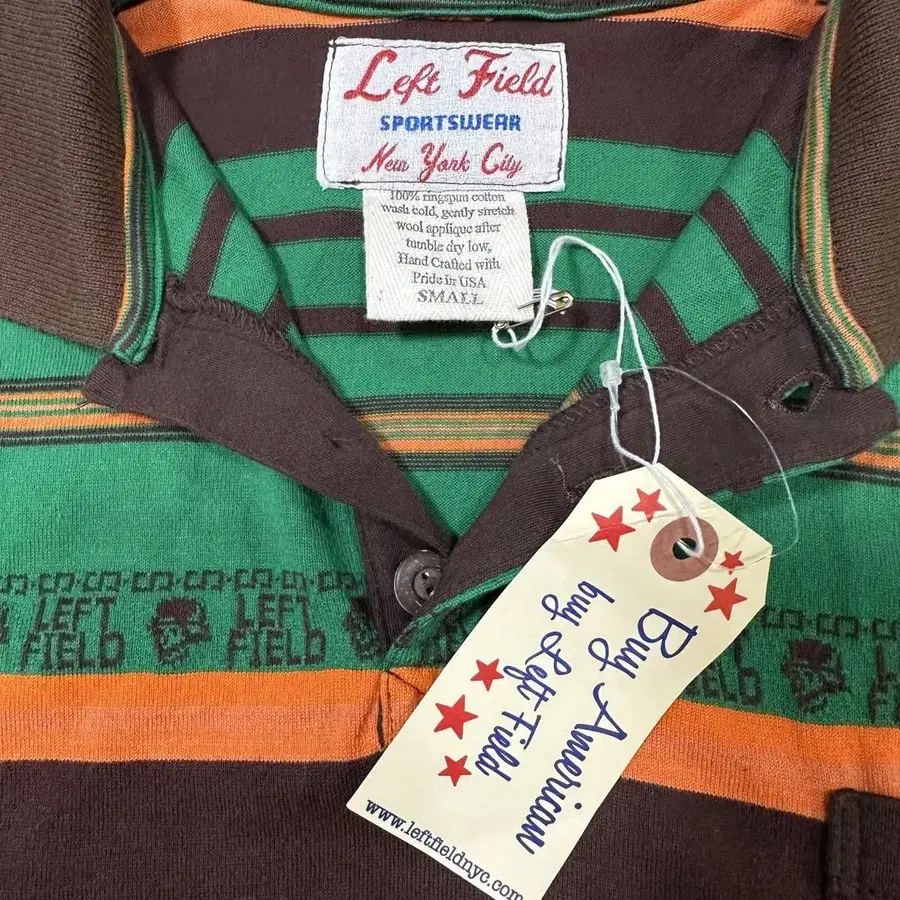 Left Field
SPORTSWEAR
New York City
100% ringspun cotton
wash cold, gently stretch
wool applique after
tumble dry low,
Hand Crafted with
Pride in USA
SMALL
Buy American
buy Left Field
www.leftfieldnyc.com
LEFT
FIELD
LEFT
FIELD